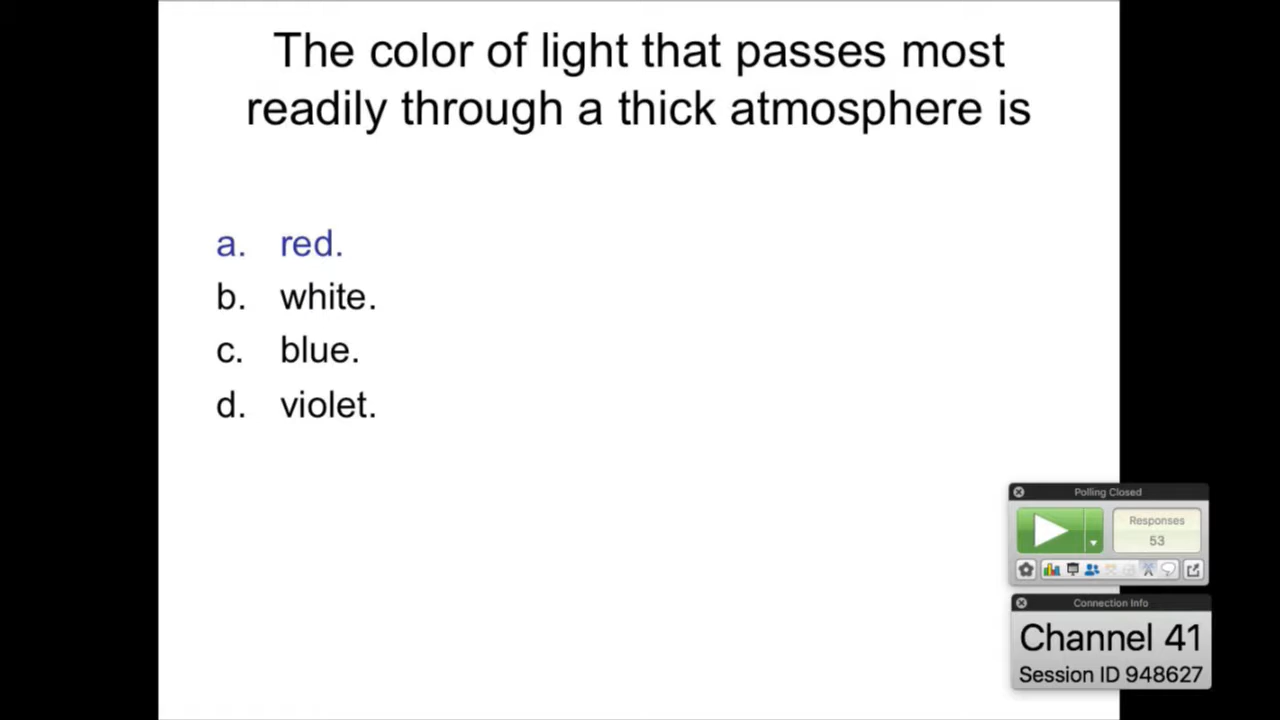 The color of light that passes most
readily through a thick atmosphere is
a. red.
b. white.
c. blue.
d. violet.
Polling Closed
Responses
53
Connection Info
Channel 41
Session ID 948627